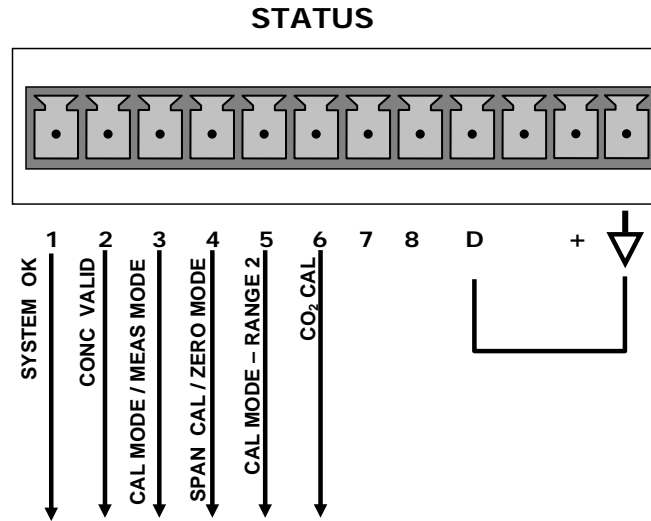 STATUS
1 2 3 4 5 6 7 8 D +
SYSTEM OK
CONC VALID
CAL MODE / MEAS MODE
SPAN CAL / ZERO MODE
CAL MODE – RANGE 2
CO₂ CAL